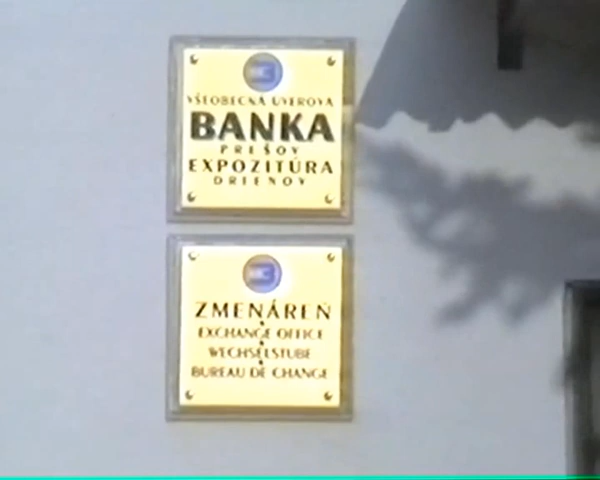 VŠEOBECNÁ ÚVEROVÁ
BANKA
PREŠOV
EXPOZITÚRA
DRIENOV
ZMENÁREŇ
EXCHANGE OFFICE
WECHSELSTUBE
BUREAU DE CHANGE